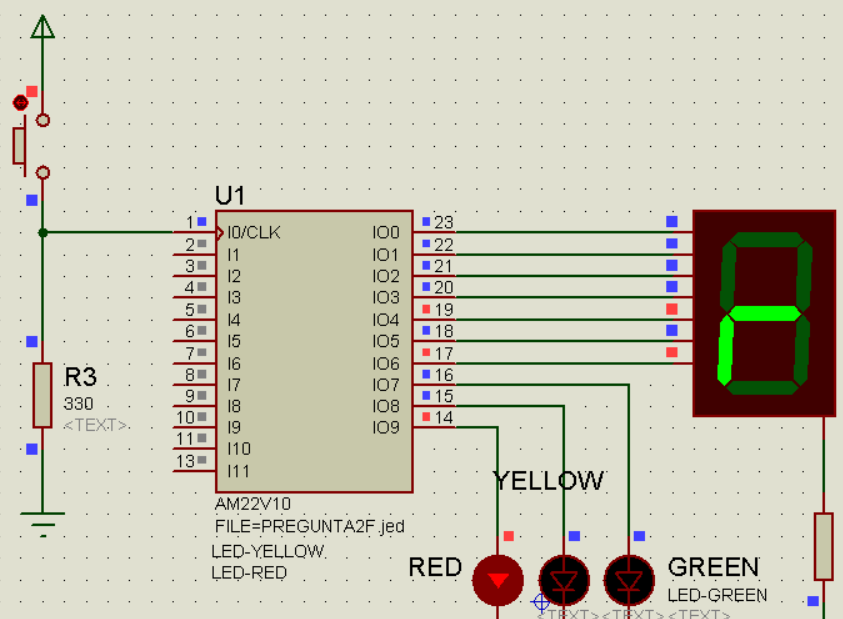 U1
1 I0/CLK IO0 23
2 I1 IO1 22
3 I2 IO2 21
4 I3 IO3 20
5 I4 IO4 19
6 I5 IO5 18
7 I6 IO6 17
8 I7 IO7 16
9 I8 IO8 15
10 I9 IO9 14
11 I10
13 I11
R3
330
<TEXT>
AM22V10
FILE=PREGUNTA2F.jed
LED-YELLOW
LED-RED
YELLOW
RED
GREEN
LED-GREEN
<TEXT><TEXT><TEXT>